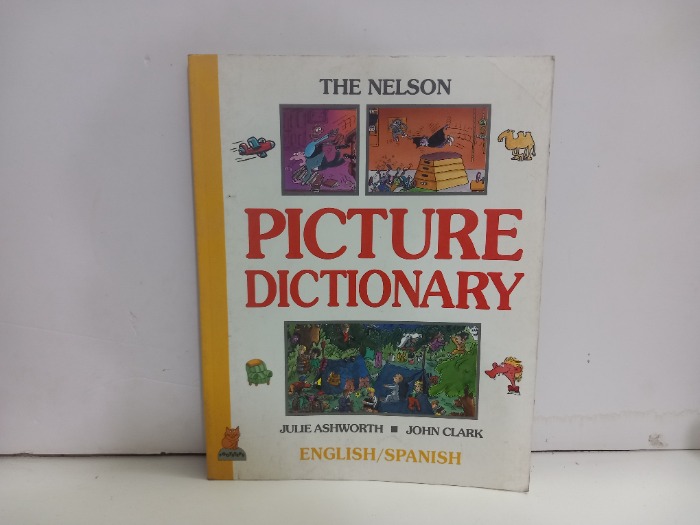 THE NELSON
PICTURE
DICTIONARY
JULIE ASHWORTH ■ JOHN CLARK
ENGLISH/SPANISH